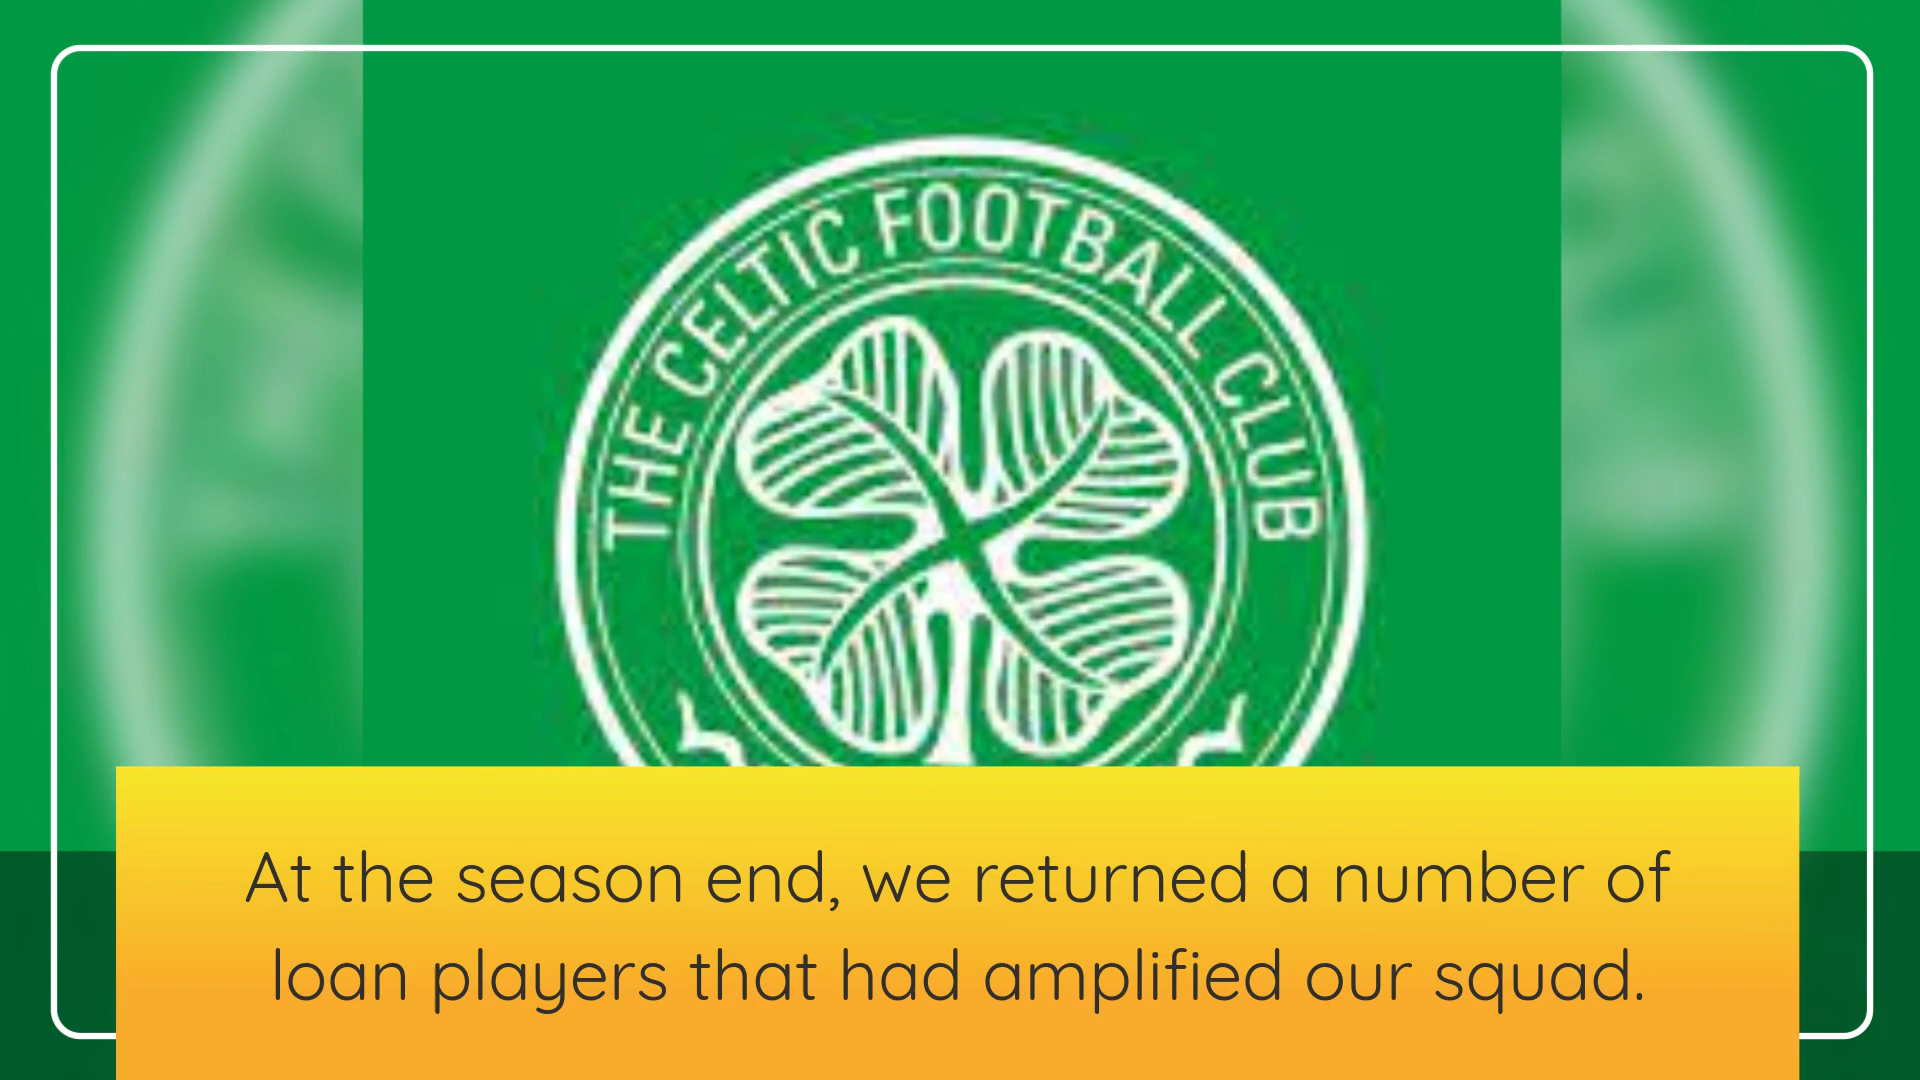 THE CELTIC FOOTBALL CLUB
At the season end, we returned a number of
loan players that had amplified our squad.